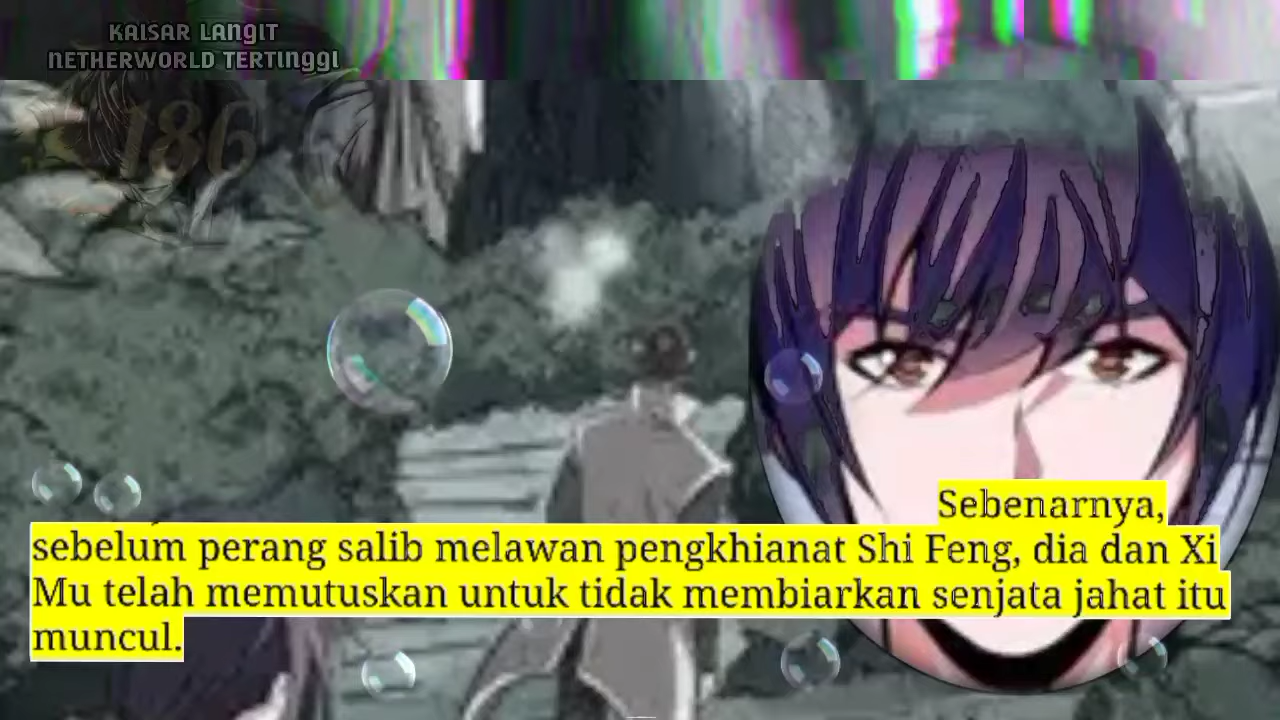 KAISAR LANGIT
NETHERWORLD TERTINGGI
186
Sebenarnya,
sebelum perang salib melawan pengkhianat Shi Feng, dia dan Xi
Mu telah memutuskan untuk tidak membiarkan senjata jahat itu
muncul.